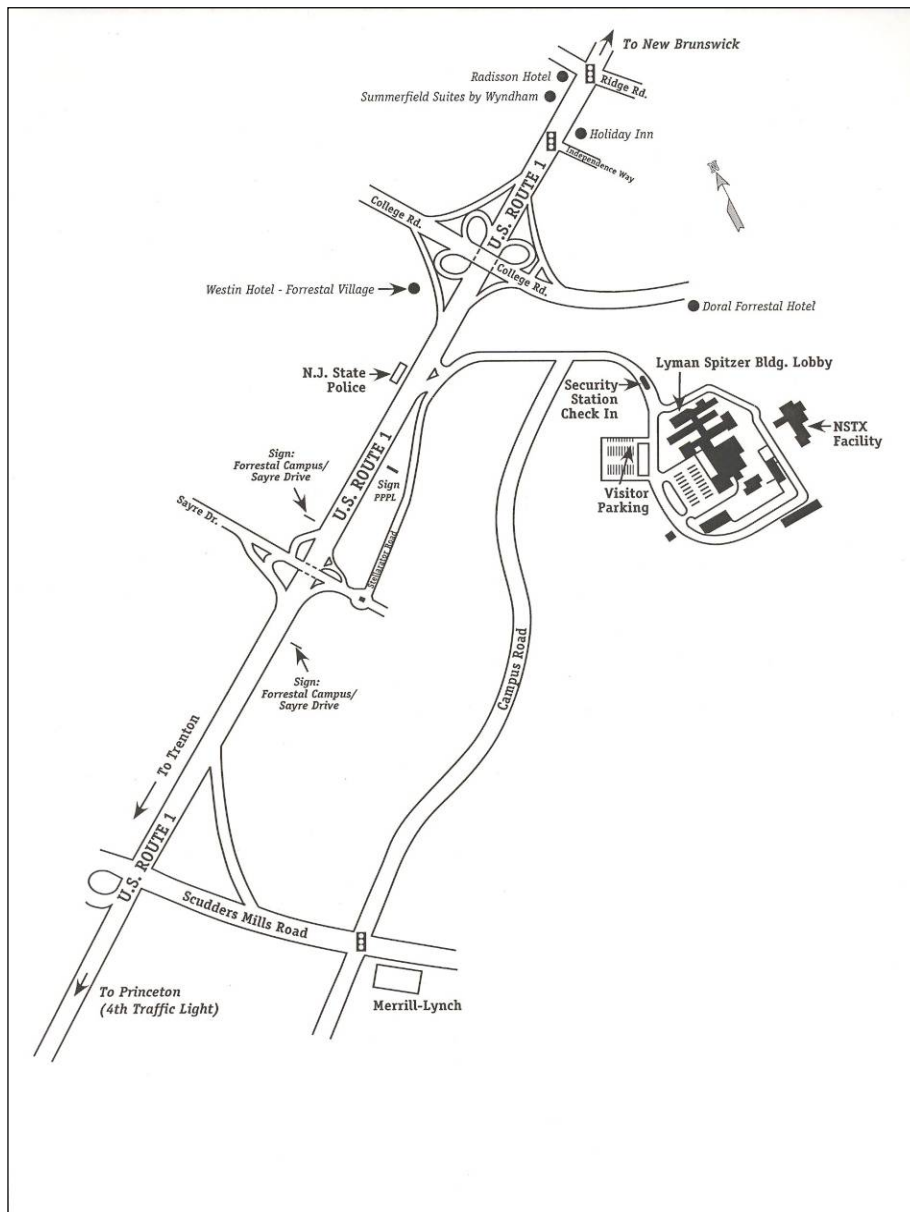 To New Brunswick
Radisson Hotel
Ridge Rd.
Summerfield Suites by Wyndham
Holiday Inn
Independence Way
U.S. ROUTE 1
College Rd.
College Rd.
Westin Hotel - Forrestal Village
Doral Forrestal Hotel
N.J. State
Police
Lyman Spitzer Bldg. Lobby
Security
Station
Check In
NSTX
Facility
Sign:
Forrestal Campus/
Sayre Drive
U.S. ROUTE 1
Sign
PPPL
Visitor
Parking
Sayre Dr.
Stellarator Road
Campus Road
Sign:
Forrestal Campus/
Sayre Drive
To Trenton
U.S. ROUTE 1
Scudders Mills Road
To Princeton
(4th Traffic Light)
Merrill-Lynch